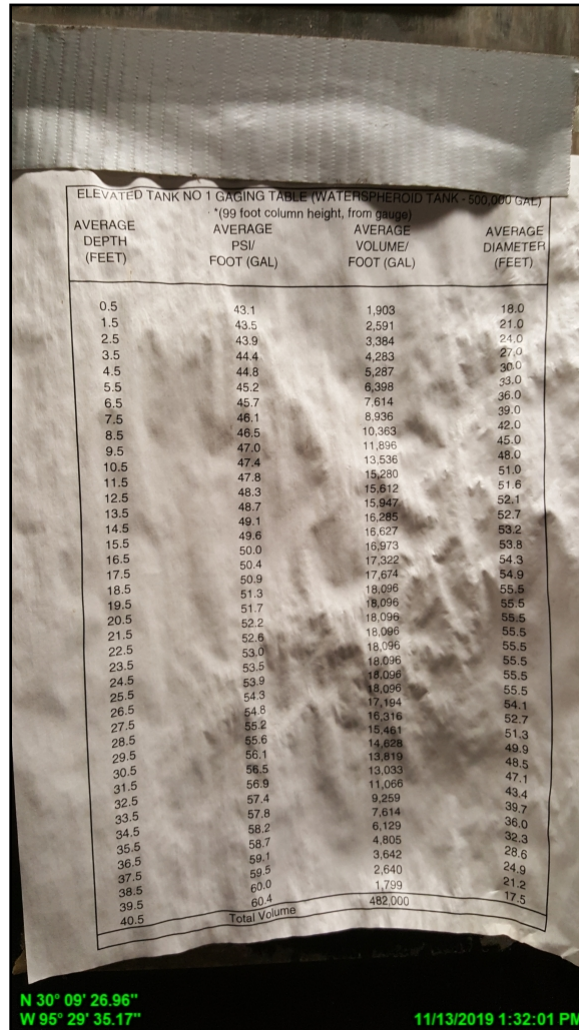 ELEVATED TANK NO 1 GAGING TABLE (WATERSPHEROID TANK - 500,000 GAL)
*(99 foot column height, from gauge)
AVERAGE AVERAGE AVERAGE AVERAGE
DEPTH PSI/ VOLUME/ DIAMETER
(FEET) FOOT (GAL) FOOT (GAL) (FEET)
0.5 43.1 1,903 18.0
1.5 43.5 2,591 21.0
2.5 43.9 3,384 24.0
3.5 44.4 4,283 27.0
4.5 44.8 5,287 30.0
5.5 45.2 6,398 33.0
6.5 45.7 7,614 36.0
7.5 46.1 8,936 39.0
8.5 46.5 10,363 42.0
9.5 47.0 11,896 45.0
10.5 47.4 13,536 48.0
11.5 47.8 15,280 51.0
12.5 48.3 15,612 51.6
13.5 48.7 15,947 52.1
14.5 49.1 16,285 52.7
15.5 49.6 16,627 53.2
16.5 50.0 16,973 53.8
17.5 50.4 17,322 54.3
18.5 50.9 17,674 54.9
19.5 51.3 18,096 55.5
20.5 51.7 18,096 55.5
21.5 52.2 18,096 55.5
22.5 52.6 18,096 55.5
23.5 53.0 18,096 55.5
24.5 53.5 18.096 55.5
25.5 53.9 18,096 55.5
26.5 54.3 18,096 55.5
27.5 54.8 17,194 54.1
28.5 55.2 16,316 52.7
29.5 55.6 15,461 51.3
30.5 56.1 14,628 49.9
31.5 56.5 13,819 48.5
32.5 56.9 13,033 47.1
33.5 57.4 11,066 43.4
34.5 57.8 9,259 39.7
35.5 58.2 7,614 36.0
36.5 58.7 6,129 32.3
37.5 59.1 4,805 28.6
38.5 59.5 3,642 24.9
39.5 60.0 2,640 21.2
40.5 60.4 1,799 17.5
Total Volume 482,000
N 30° 09' 26.96"
W 95° 29' 35.17" 11/13/2019 1:32:01 PM